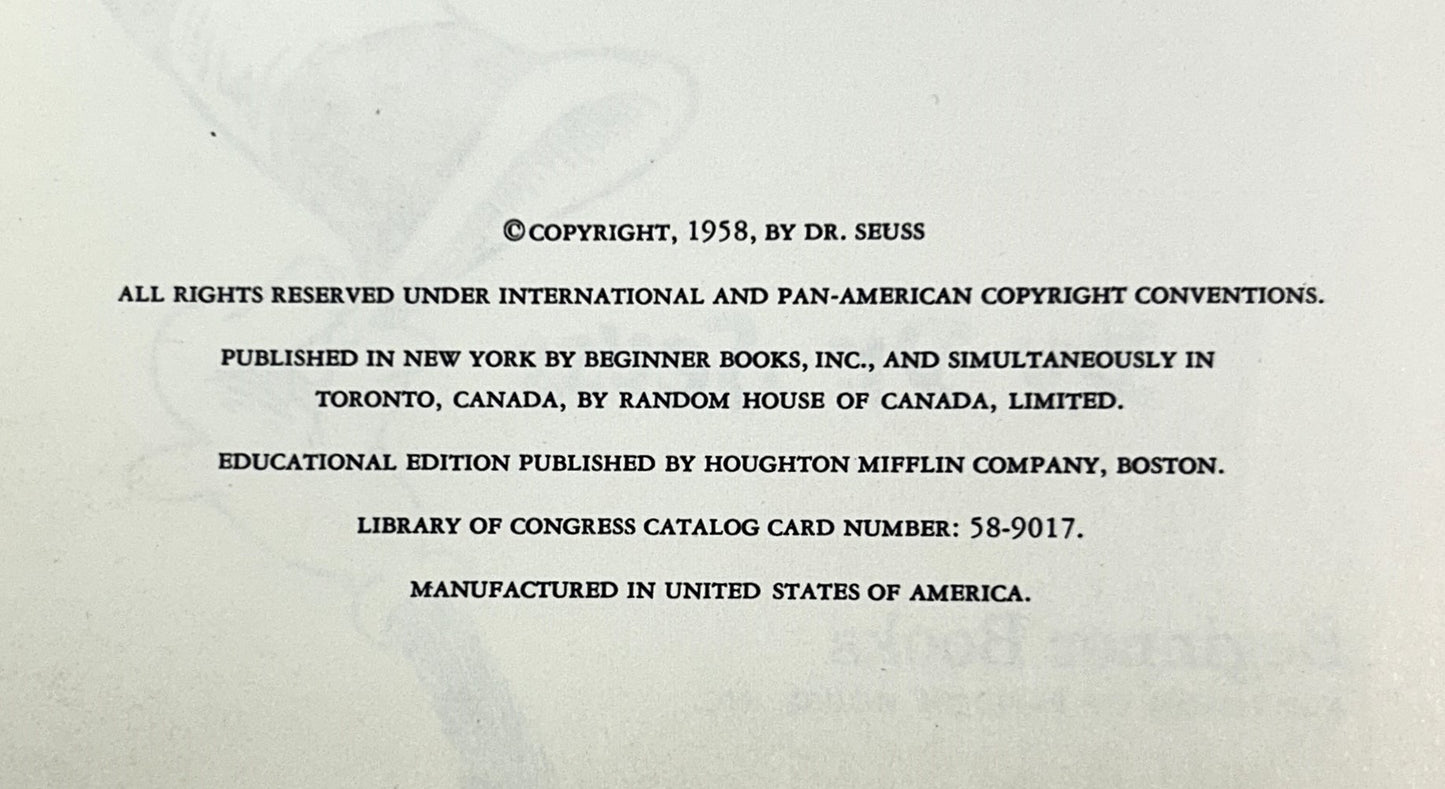 ©COPYRIGHT, 1958, BY DR. SEUSS
ALL RIGHTS RESERVED UNDER INTERNATIONAL AND PAN-AMERICAN COPYRIGHT CONVENTIONS.
PUBLISHED IN NEW YORK BY BEGINNER BOOKS, INC., AND SIMULTANEOUSLY IN
TORONTO, CANADA, BY RANDOM HOUSE OF CANADA, LIMITED.
EDUCATIONAL EDITION PUBLISHED BY HOUGHTON MIFFLIN COMPANY, BOSTON.
LIBRARY OF CONGRESS CATALOG CARD NUMBER: 58-9017.
MANUFACTURED IN UNITED STATES OF AMERICA.
Beginner Books